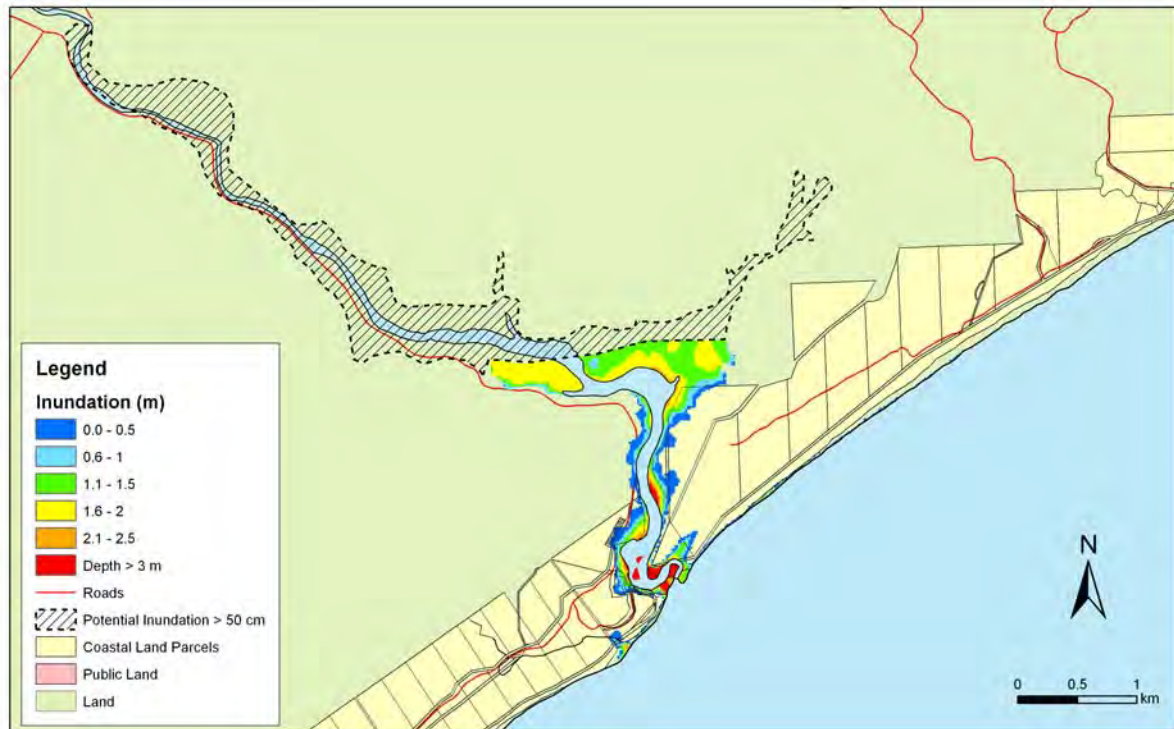 Legend
Inundation (m)
0.0 - 0.5
0.6 - 1
1.1 - 1.5
1.6 - 2
2.1 - 2.5
Depth > 3 m
Roads
Potential Inundation > 50 cm
Coastal Land Parcels
Public Land
Land
N
0 0.5 1
km